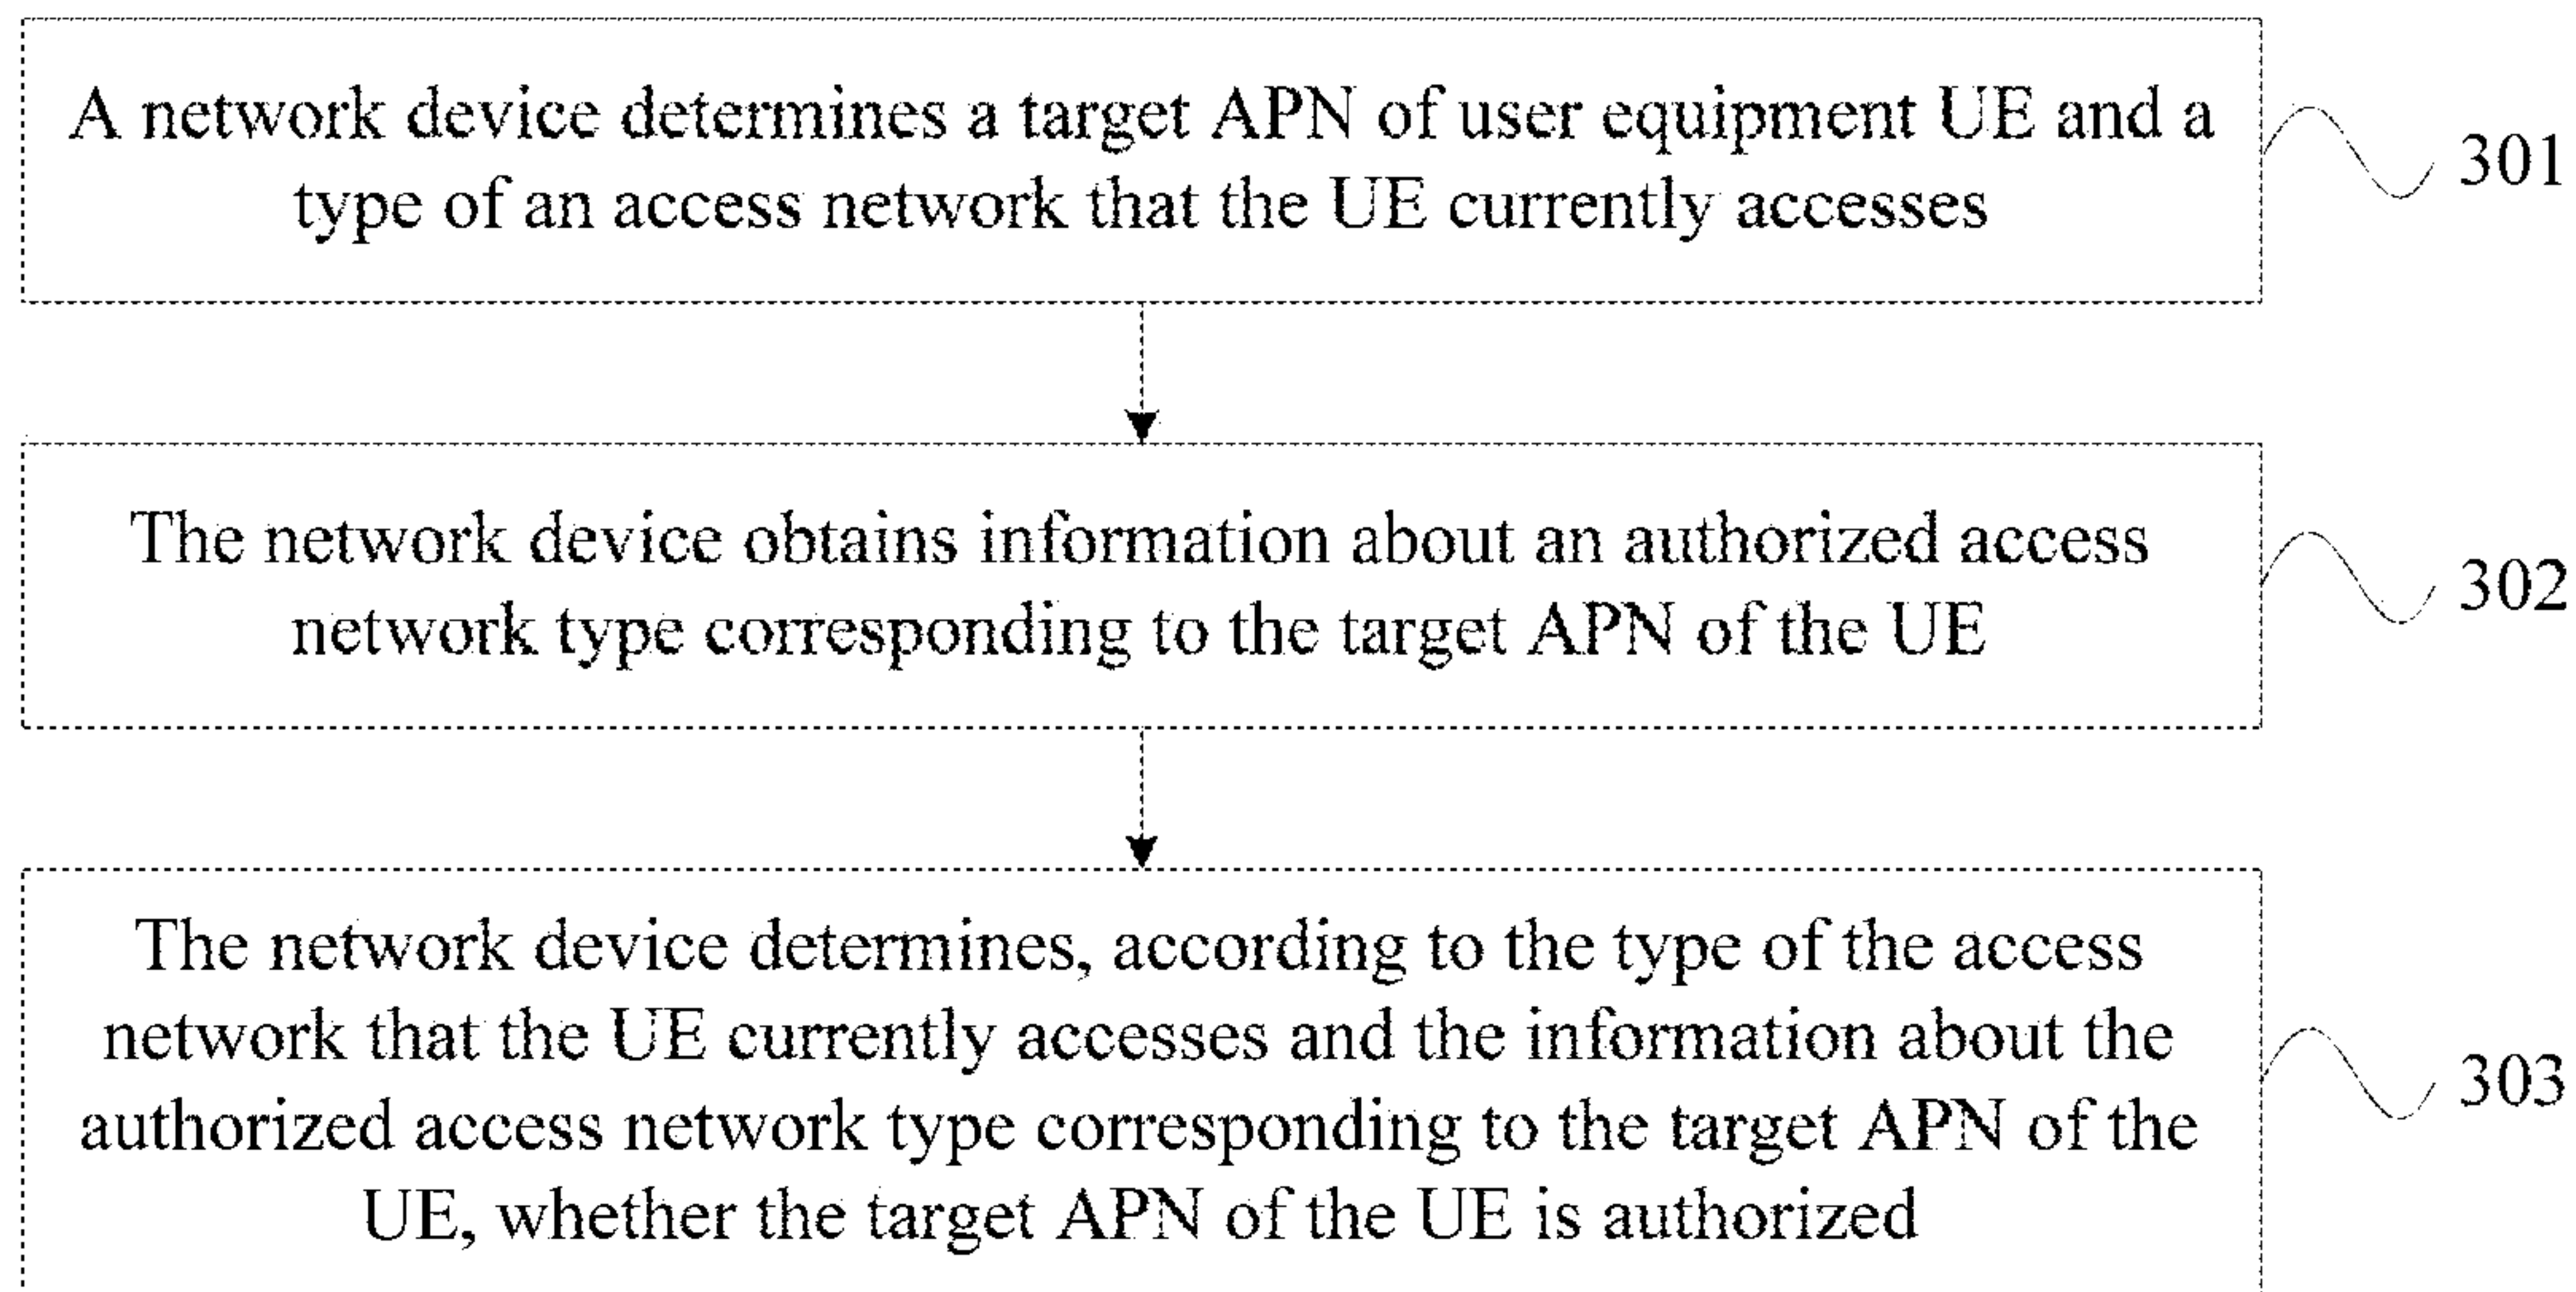 A network device determines a target APN of user equipment UE and a
type of an access network that the UE currently accesses
301
The network device obtains information about an authorized access
network type corresponding to the target APN of the UE
302
The network device determines, according to the type of the access
network that the UE currently accesses and the information about the
authorized access network type corresponding to the target APN of the
UE, whether the target APN of the UE is authorized
303